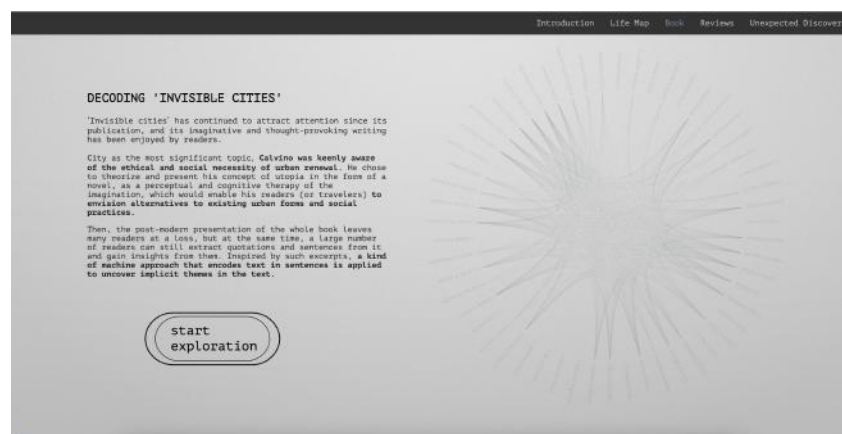 Introduction Life Map Book Reviews Unexpected Discover
DECODING 'INVISIBLE CITIES'
'Invisible cities' has continued to attract attention since its
publication, and its imaginative and thought-provoking writing
has been enjoyed by readers.
City as the most significant topic, Calvino was keenly aware
of the ethical and social necessity of urban renewal. He chose
to theorize and present his concept of utopia in the form of a
novel, as a perceptual and cognitive therapy of the
imagination, which would enable his readers (or travelers) to
envision alternatives to existing urban forms and social
practices.
Then, the post-modern presentation of the whole book leaves
many readers at a loss, but at the same time, a large number
of readers can still extract quotations and sentences from it
and gain insights from them. Inspired by such excerpts, a kind
of machine approach that encodes text in sentences is applied
to uncover implicit themes in the text.
start
exploration